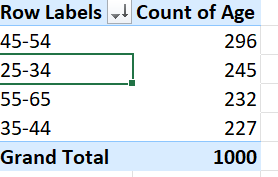 Row Labels Count of Age
45-54 296
25-34 245
55-65 232
35-44 227
Grand Total 1000